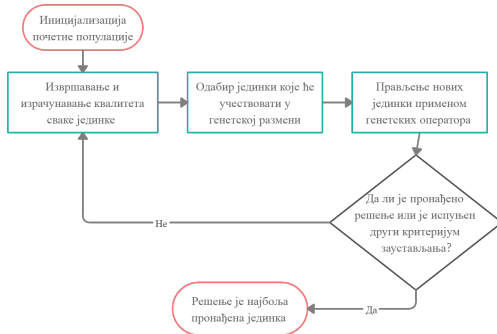 Иницијализација
почетне популације
Извршавање и
израчунавање квалитета
сваке јединке
Одабир јединки које ће
учествовати у
генетској размени
Прављење нових
јединки применом
генетских оператора
Да ли је пронађено
решење или је испуњен
други критеријум
заустављања?
Не
Да
Решење је најбоља
пронађена јединка